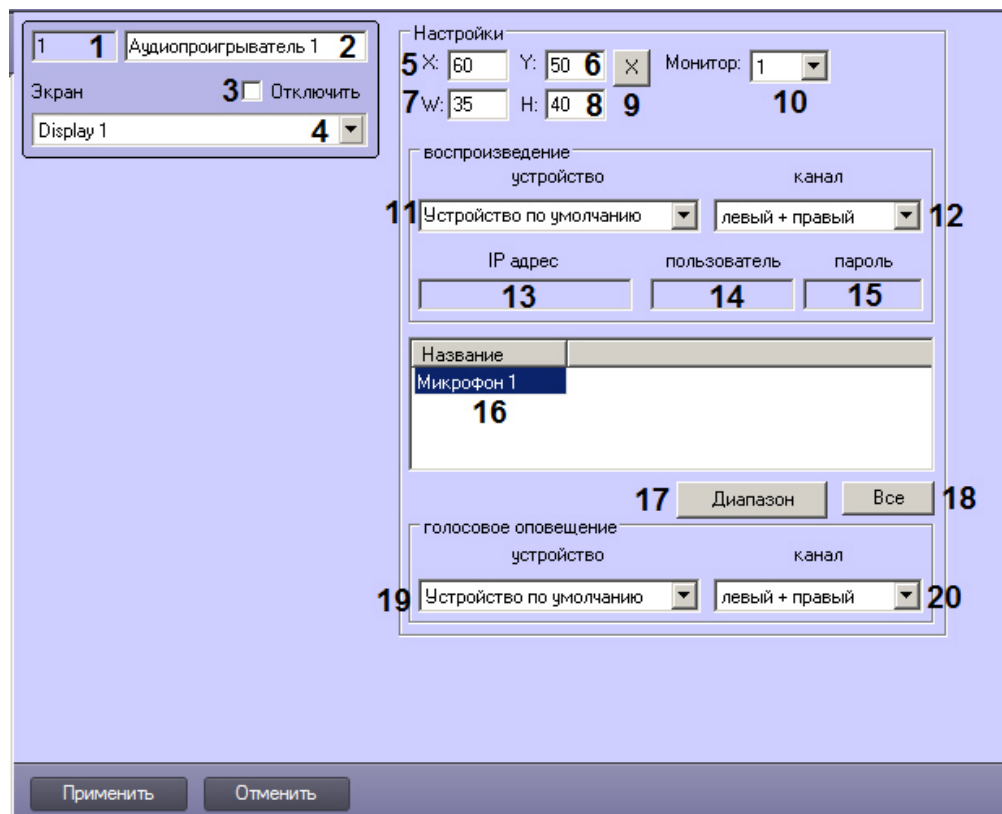 1 1 Аудиопроигрыватель 1 2
Экран 3 Отключить
Display 1 4
Настройки
5 X: 60 Y: 50 6 X Монитор: 1
7 W: 35 H: 40 8 9 10
воспроизведение
устройство канал
11 Устройство по умолчанию левый + правый 12
IP адрес пользователь пароль
13 14 15
Название
Микрофон 1
16
17 Диапазон Все 18
голосовое оповещение
устройство канал
19 Устройство по умолчанию левый + правый 20
Применить Отменить